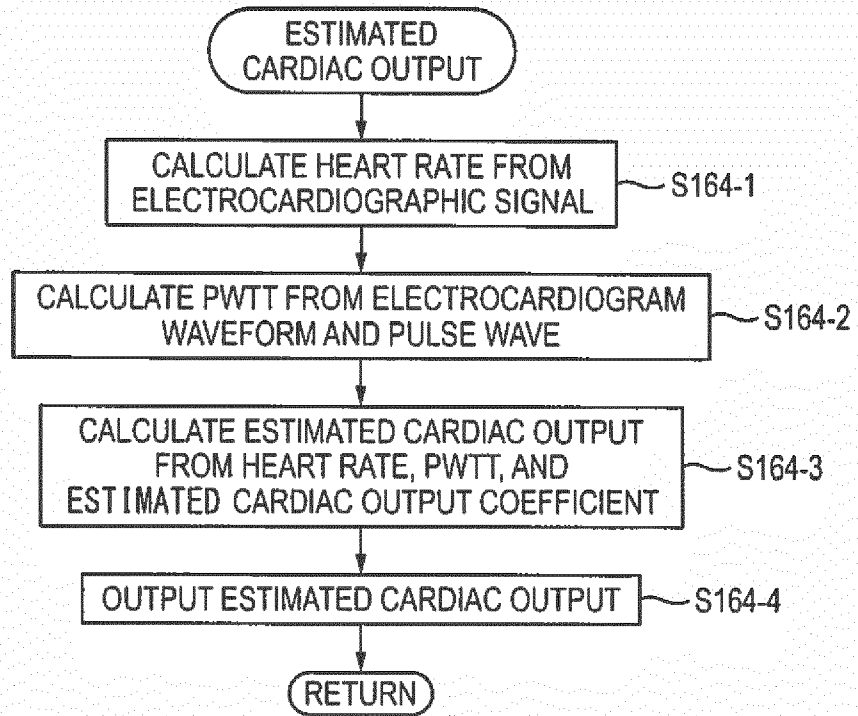 ESTIMATED
CARDIAC OUTPUT
CALCULATE HEART RATE FROM
ELECTROCARDIOGRAPHIC SIGNAL
S164-1
CALCULATE PWTT FROM ELECTROCARDIOGRAM
WAVEFORM AND PULSE WAVE
S164-2
CALCULATE ESTIMATED CARDIAC OUTPUT
FROM HEART RATE, PWTT, AND
ESTIMATED CARDIAC OUTPUT COEFFICIENT
S164-3
OUTPUT ESTIMATED CARDIAC OUTPUT
S164-4
RETURN